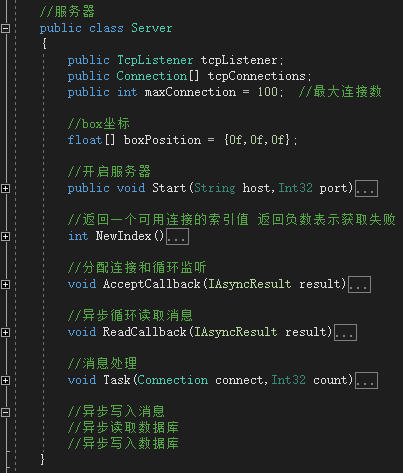 //服务器
public class Server
{
public TcpListener tcpListener;
public Connection[] tcpConnections;
public int maxConnection = 100;  //最大连接数
//box坐标
float[] boxPosition = {0f,0f,0f};
//开启服务器
public void Start(String host,Int32 port)...
//返回一个可用连接的索引值 返回负数表示获取失败
int NewIndex()...
//分配连接和循环监听
void AcceptCallback(IAsyncResult result)...
//异步循环读取消息
void ReadCallback(IAsyncResult result)...
//消息处理
void Task(Connection connect,Int32 count)...
//异步写入消息
//异步读取数据库
//异步写入数据库
}